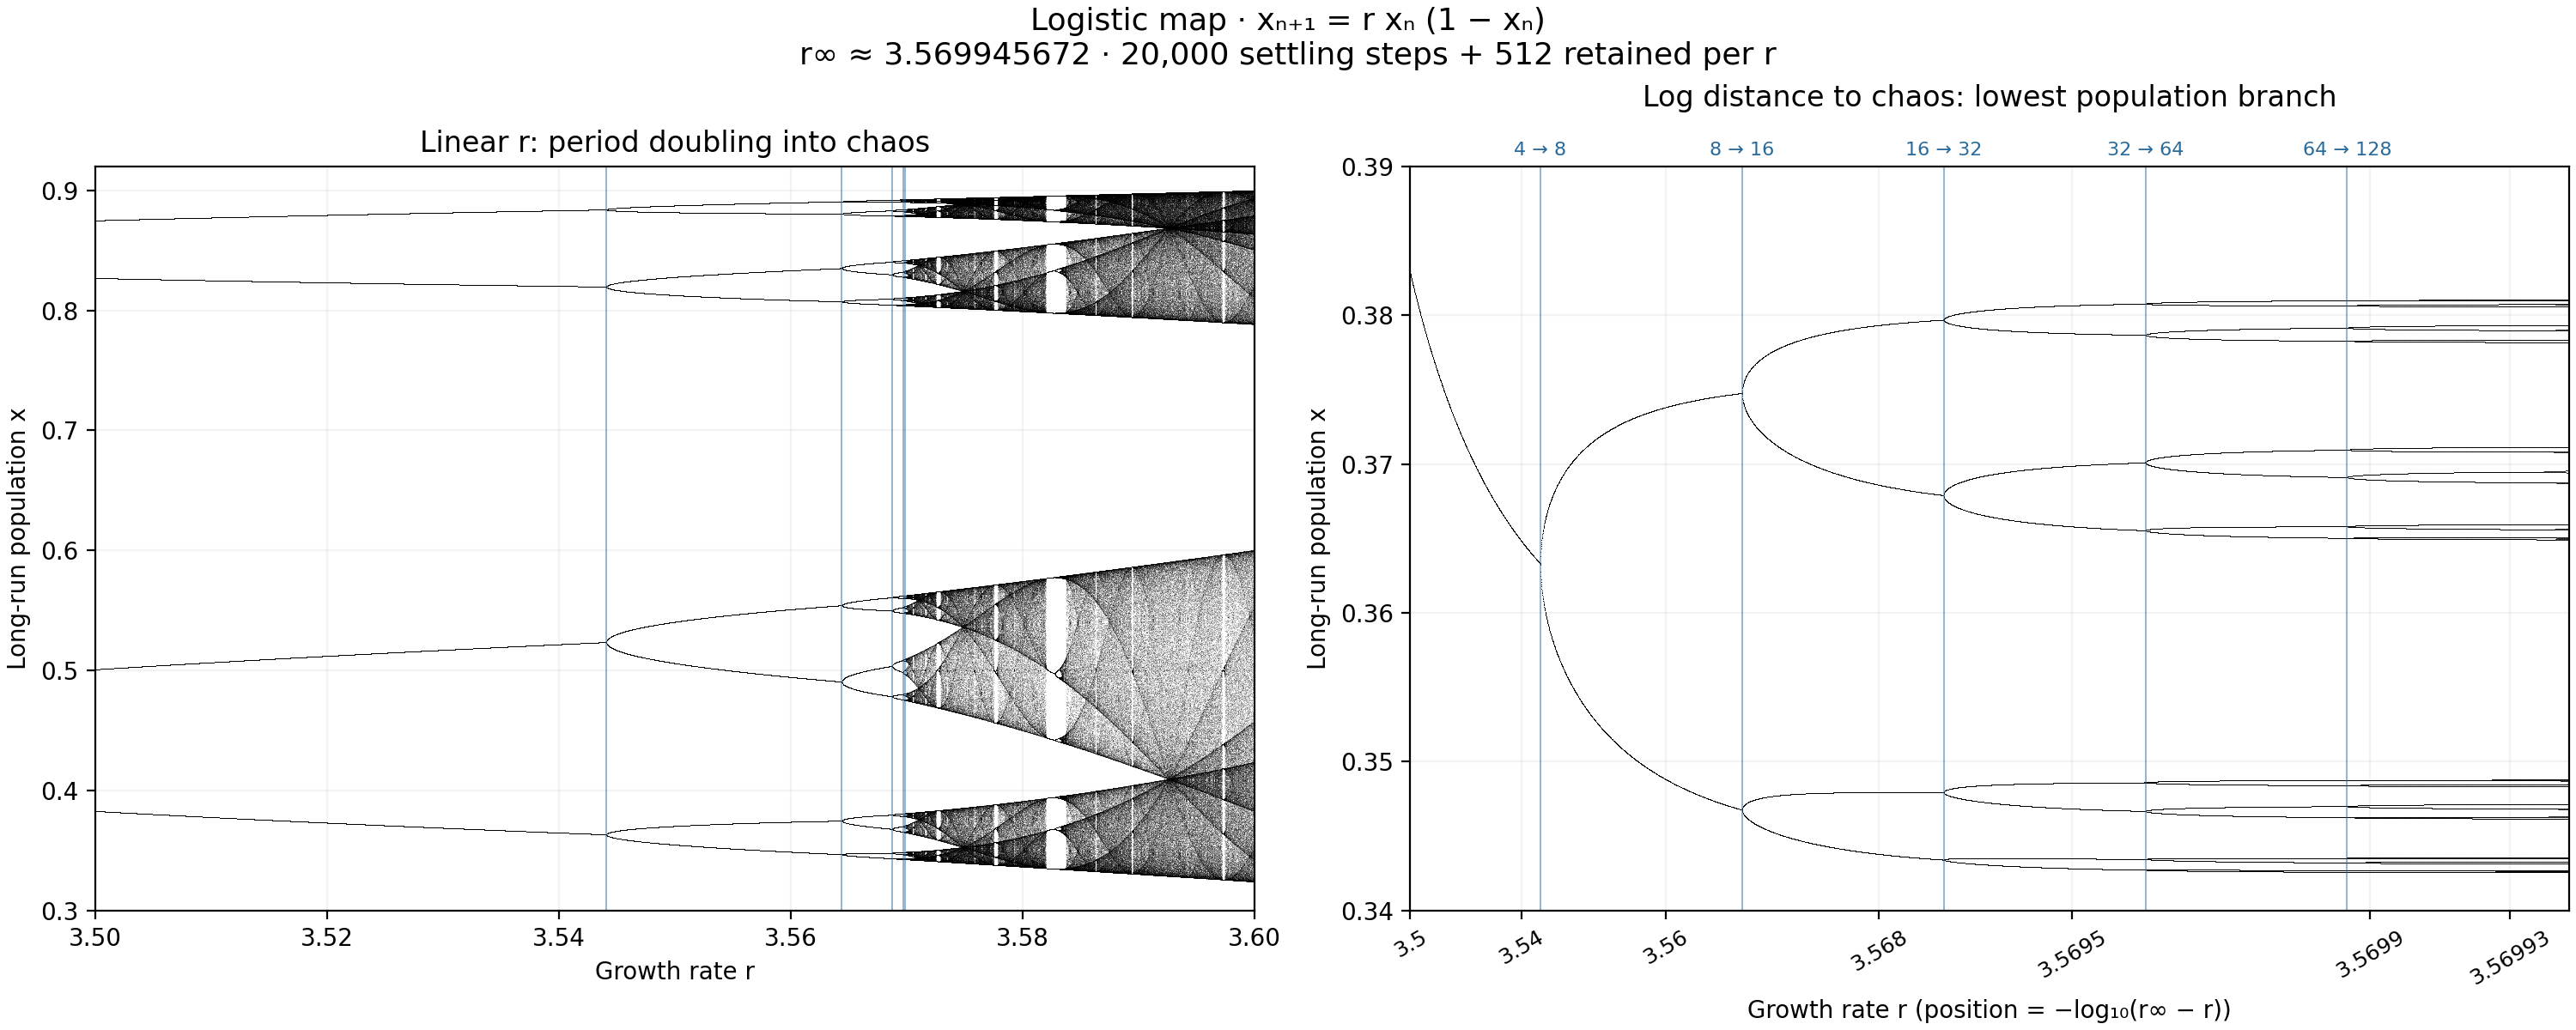 Logistic map · xₙ₊₁ = r xₙ (1 − xₙ)
r∞ ≈ 3.569945672 · 20,000 settling steps + 512 retained per r
Linear r: period doubling into chaos
Long-run population x
0.9
0.8
0.7
0.6
0.5
0.4
0.3
3.50
3.52
3.54
3.56
3.58
3.60
Growth rate r
Log distance to chaos: lowest population branch
4 → 8
8 → 16
16 → 32
32 → 64
64 → 128
Long-run population x
0.39
0.38
0.37
0.36
0.35
0.34
3.5
3.54
3.56
3.568
3.5695
3.5699
3.56993
Growth rate r (position = −log₁₀(r∞ − r))